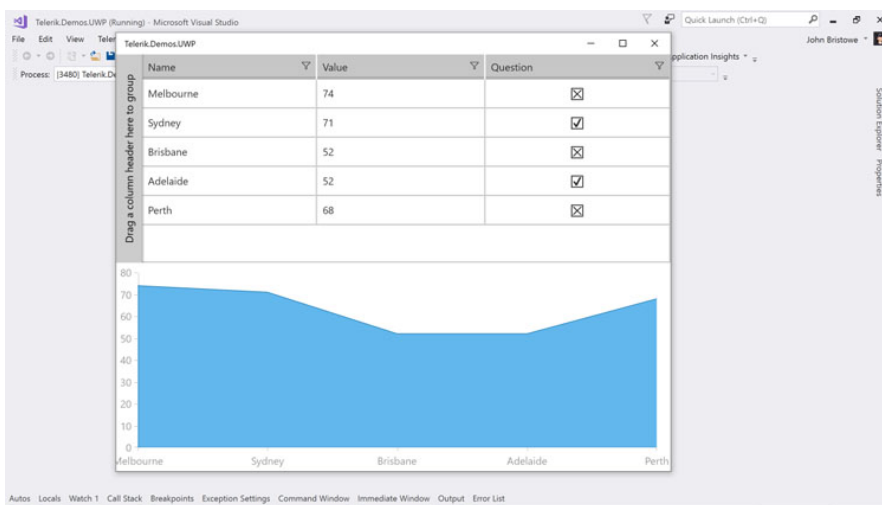 Telerik.Demos.UWP (Running) - Microsoft Visual Studio
Quick Launch (Ctrl+Q)
File Edit View Teler
John Bristowe
Process: [3480] Telerik.De
pplication Insights
Telerik.Demos.UWP
Drag a column header here to group
Name Value Question
Melbourne 74
Sydney 71
Brisbane 52
Adelaide 52
Perth 68
80
70
60
50
40
30
20
10
0
Melbourne Sydney Brisbane Adelaide Perth
Solution Explorer
Properties
Autos Locals Watch 1 Call Stack Breakpoints Exception Settings Command Window Immediate Window Output Error List